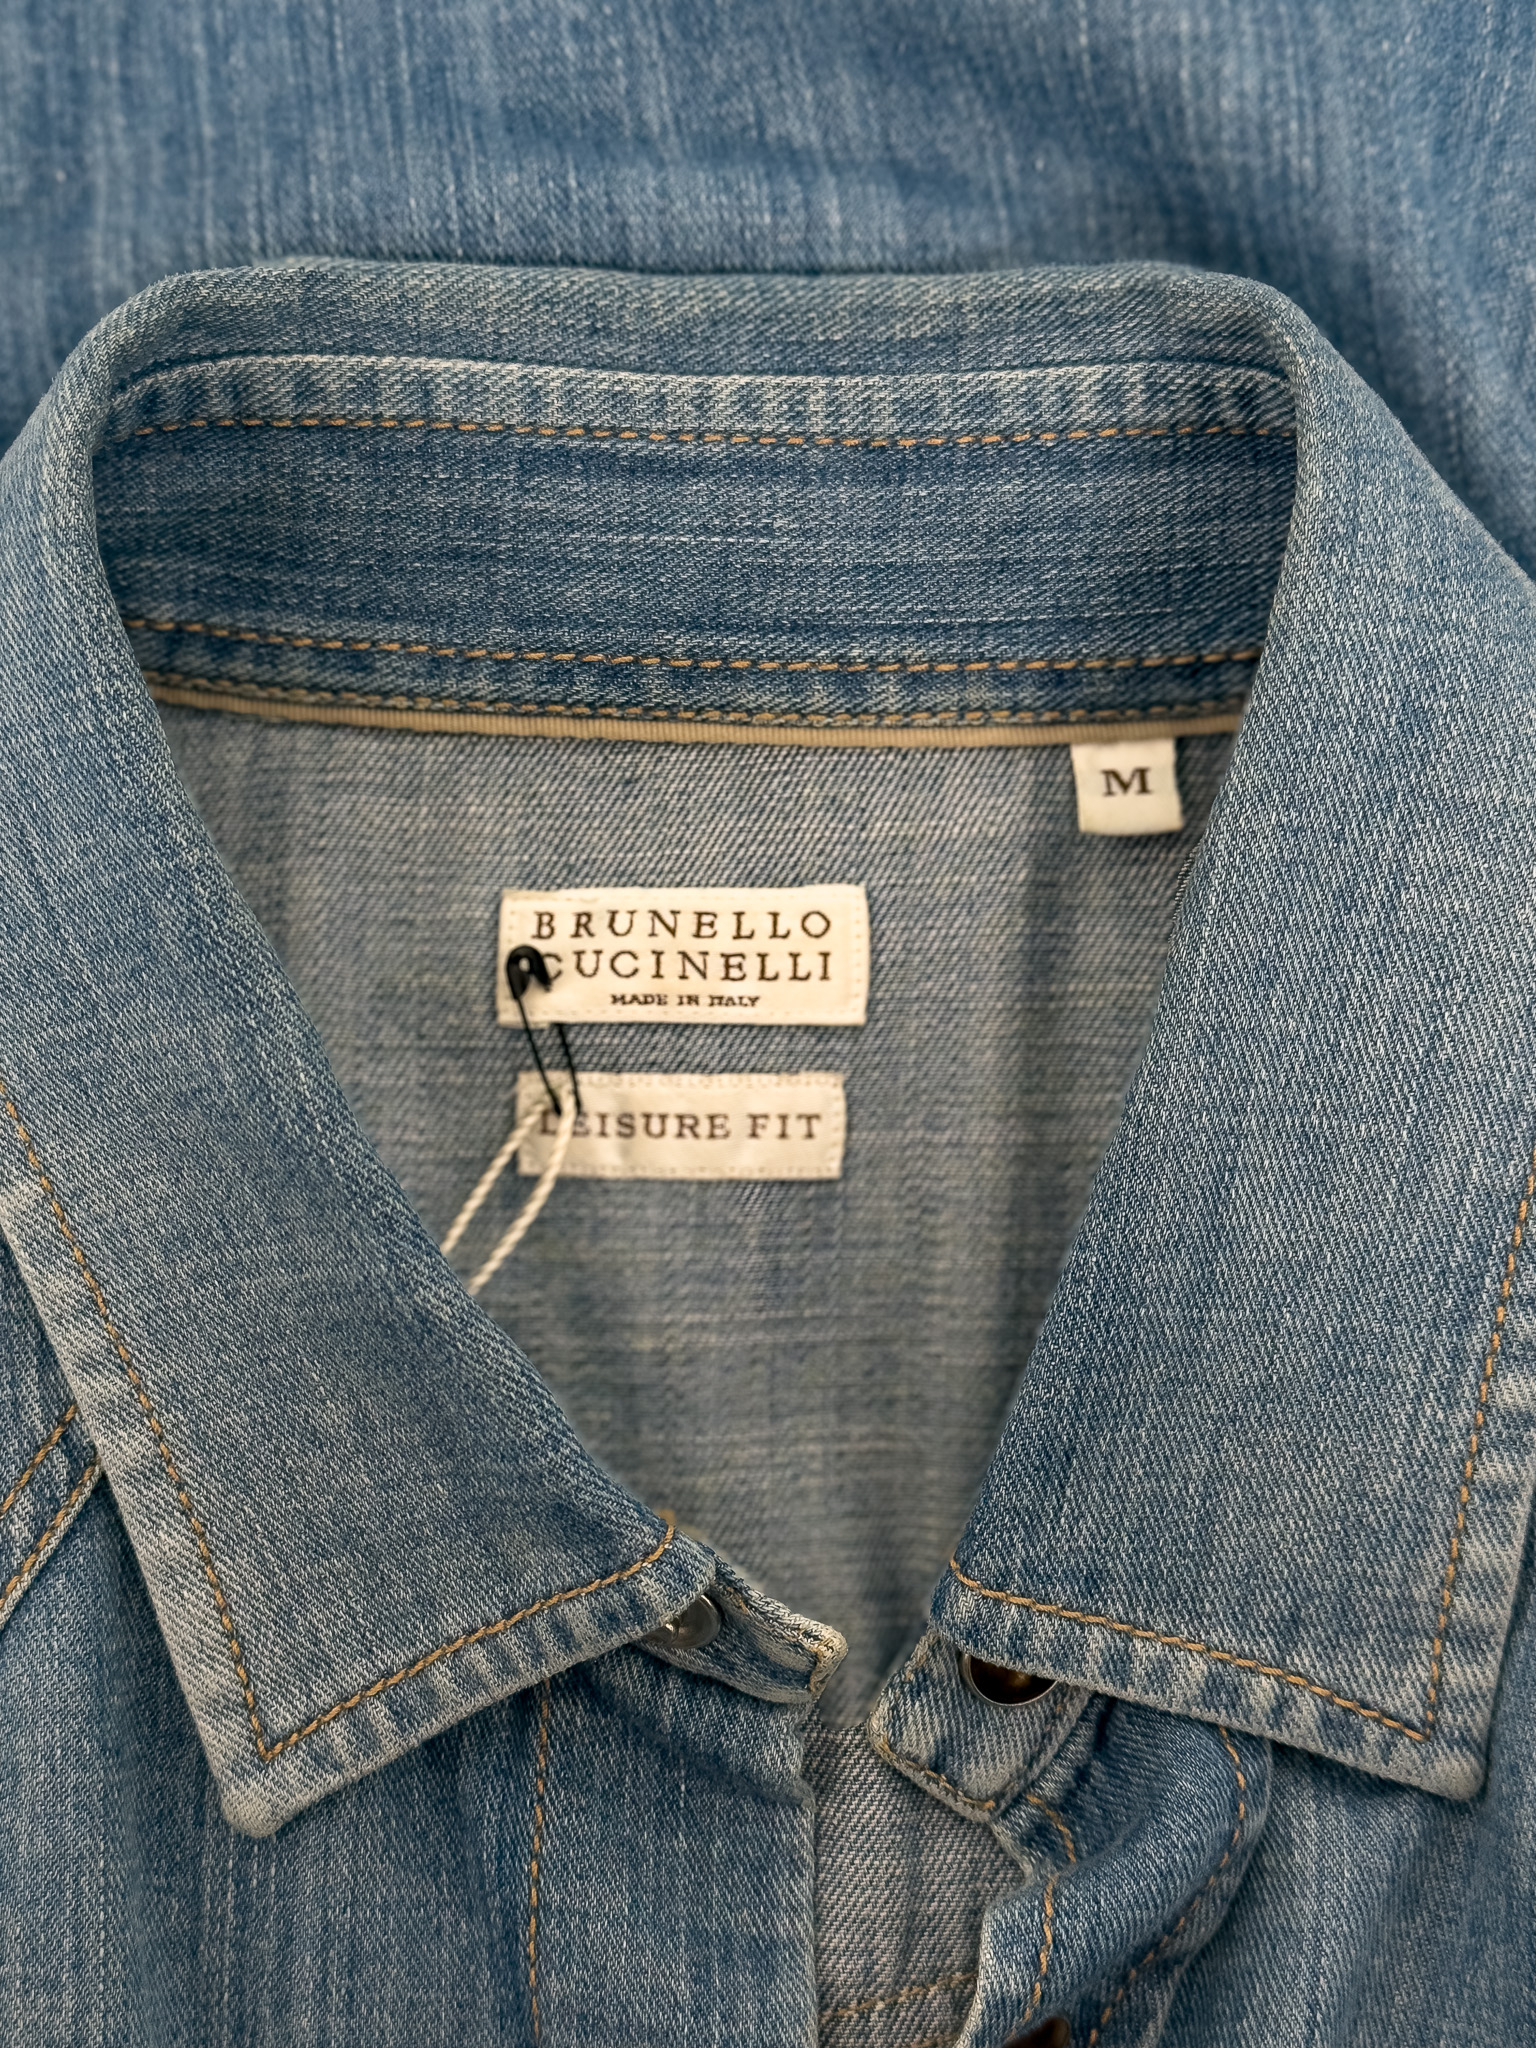 M
BRUNELLO
CUCINELLI
MADE IN ITALY
LEISURE FIT